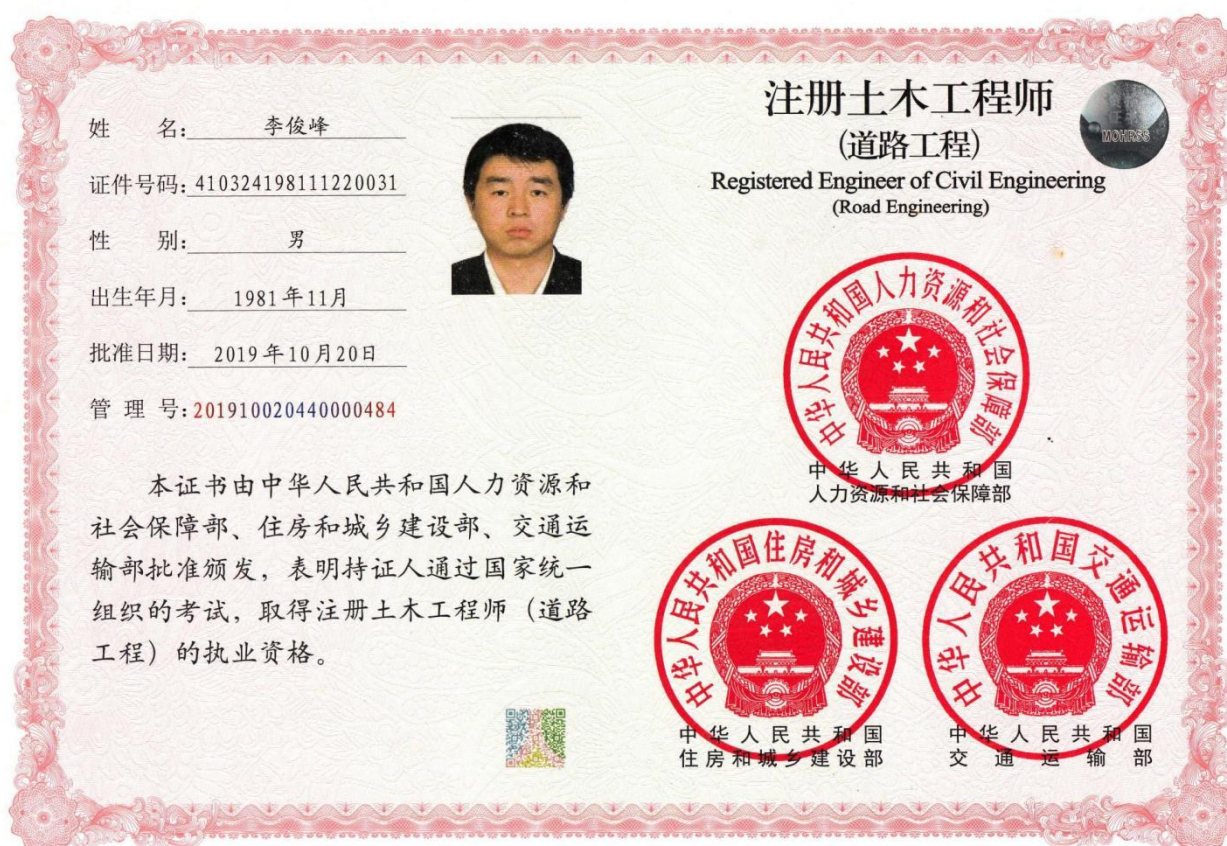 姓 名: 李俊峰
证件号码: 410324198111220031
性 别: 男
出生年月: 1981年11月
批准日期: 2019年10月20日
管 理 号: 201910020440000484
本证书由中华人民共和国人力资源和
社会保障部、住房和城乡建设部、交通运
输部批准颁发，表明持证人通过国家统一
组织的考试，取得注册土木工程师（道路
工程）的执业资格。
注册土木工程师
(道路工程)
Registered Engineer of Civil Engineering
(Road Engineering)
MOHRSS
中华人民共和国人力资源和社会保障部
中华人民共和国
人力资源和社会保障部
中华人民共和国住房和城乡建设部
中华人民共和国
住房和城乡建设部
中华人民共和国交通运输部
中华人民共和国
交通运输部